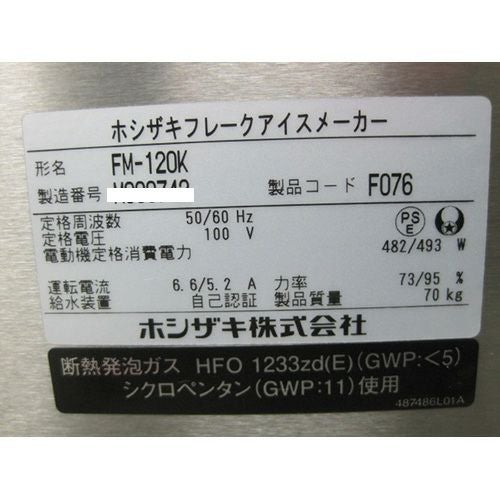 ホシザキフレークアイスメーカー
形名 FM-120K
製造番号 製品コード F076
定格周波数 50/60 Hz
定格電圧 100 V
電動機定格消費電力 482/493 W
PS E
運転電流 6.6/5.2 A 力率 73/95 %
給水装置 自己認証 製品質量 70 kg
ホシザキ株式会社
断熱発泡ガス HFO 1233zd(E)(GWP:<5)
シクロペンタン(GWP:11)使用
487486L01A